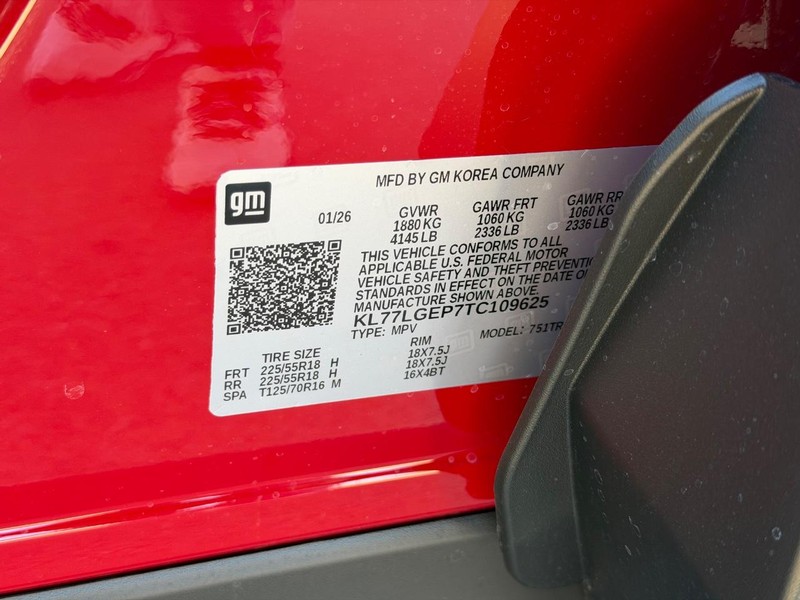 MFD BY GM KOREA COMPANY
gm
01/26
GVWR GAWR FRT GAWR RR
1880 KG 1060 KG 1060 KG
4145 LB 2336 LB 2336 LB
THIS VEHICLE CONFORMS TO ALL
APPLICABLE U.S. FEDERAL MOTOR
VEHICLE SAFETY AND THEFT
STANDARDS IN EFFECT ON THE DATE
MANUFACTURE SHOWN ABOVE.
KL77LGEP7TC109625
TYPE: MPV MODEL: 751TR
TIRE SIZE RIM
FRT 225/55R18 H 18X7.5J
RR 225/55R18 H 18X7.5J
SPA T125/70R16 M 16X4BT